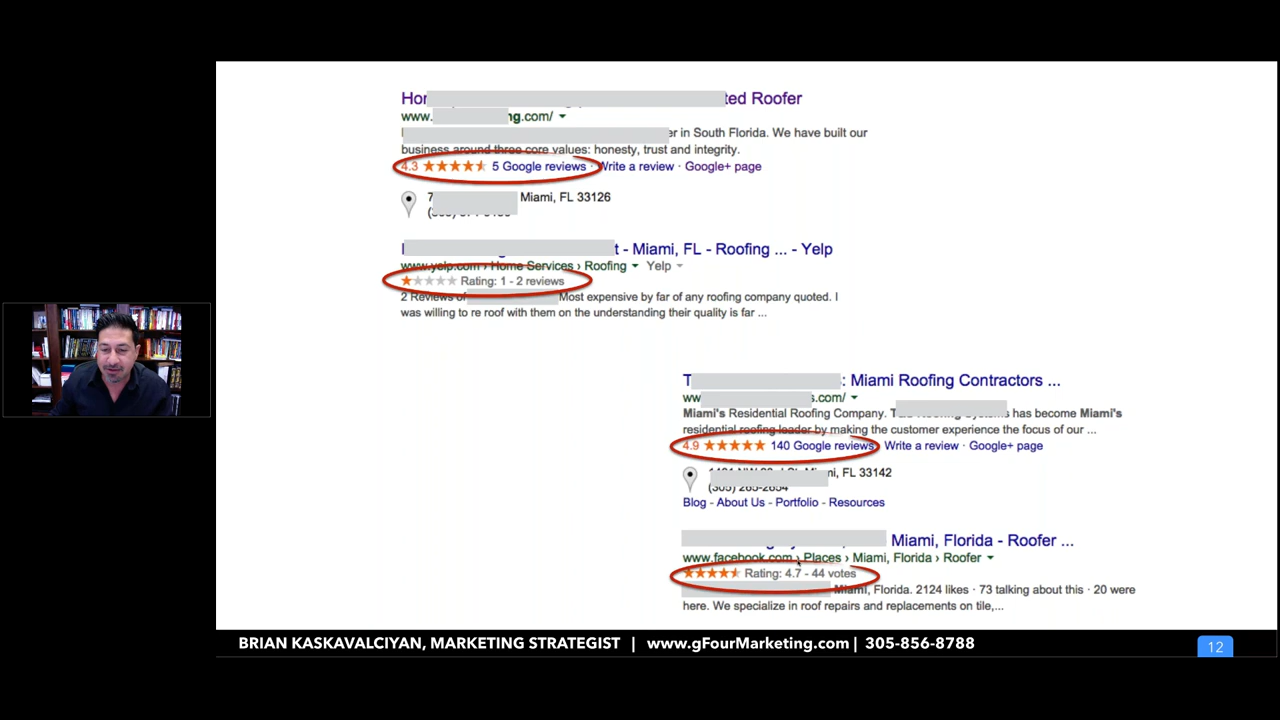 Hor ted Roofer
www. ng.com/
er in South Florida. We have built our
business around three core values: honesty, trust and integrity.
4.3 5 Google reviews · Write a review · Google+ page
7 Miami, FL 33126
t - Miami, FL - Roofing ... - Yelp
www.yelp.com › Home Services › Roofing Yelp
Rating: 1 - 2 reviews
2 Reviews of Most expensive by far of any roofing company quoted. I
was willing to re roof with them on the understanding their quality is far ...
T : Miami Roofing Contractors ...
ww s.com/
Miami's Residential Roofing Company. has become Miami's
residential roofing leader by making the customer experience the focus of our ...
4.9 140 Google reviews Write a review · Google+ page
Miami, FL 33142
Blog - About Us - Portfolio - Resources
Miami, Florida - Roofer ...
www.facebook.com › Places › Miami, Florida › Roofer
Rating: 4.7 - 44 votes
Miami, Florida. 2124 likes · 73 talking about this · 20 were
here. We specialize in roof repairs and replacements on tile,...
BRIAN KASKAVALCIYAN, MARKETING STRATEGIST | www.gFourMarketing.com | 305-856-8788
12